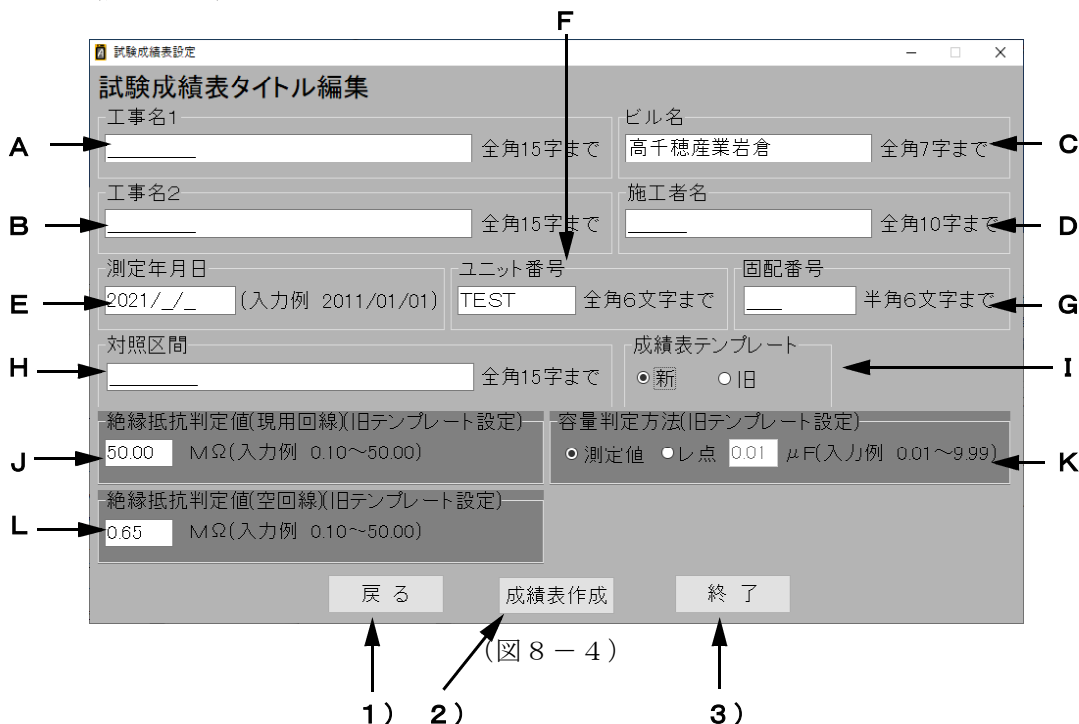 F
試験成績表設定
試験成績表タイトル編集
工事名1
ビル名
A
全角15字まで
高千穂産業岩倉
全角7字まで
C
工事名2
施工者名
B
全角15字まで
全角10字まで
D
測定年月日
ユニット番号
固配番号
E
2021/_/_
(入力例 2011/01/01)
TEST
全角6文字まで
半角6文字まで
G
対照区間
成績表テンプレート
H
全角15字まで
新
旧
I
絶縁抵抗判定値(現用回線)(旧テンプレート設定)
容量判定方法(旧テンプレート設定)
J
50.00
MΩ(入力例 0.10~50.00)
測定値
レ点
0.01
μF(入力例 0.01~9.99)
K
絶縁抵抗判定値(空回線)(旧テンプレート設定)
L
0.65
MΩ(入力例 0.10~50.00)
戻る
成績表作成
終了
(図8-4)
1)
2)
3)